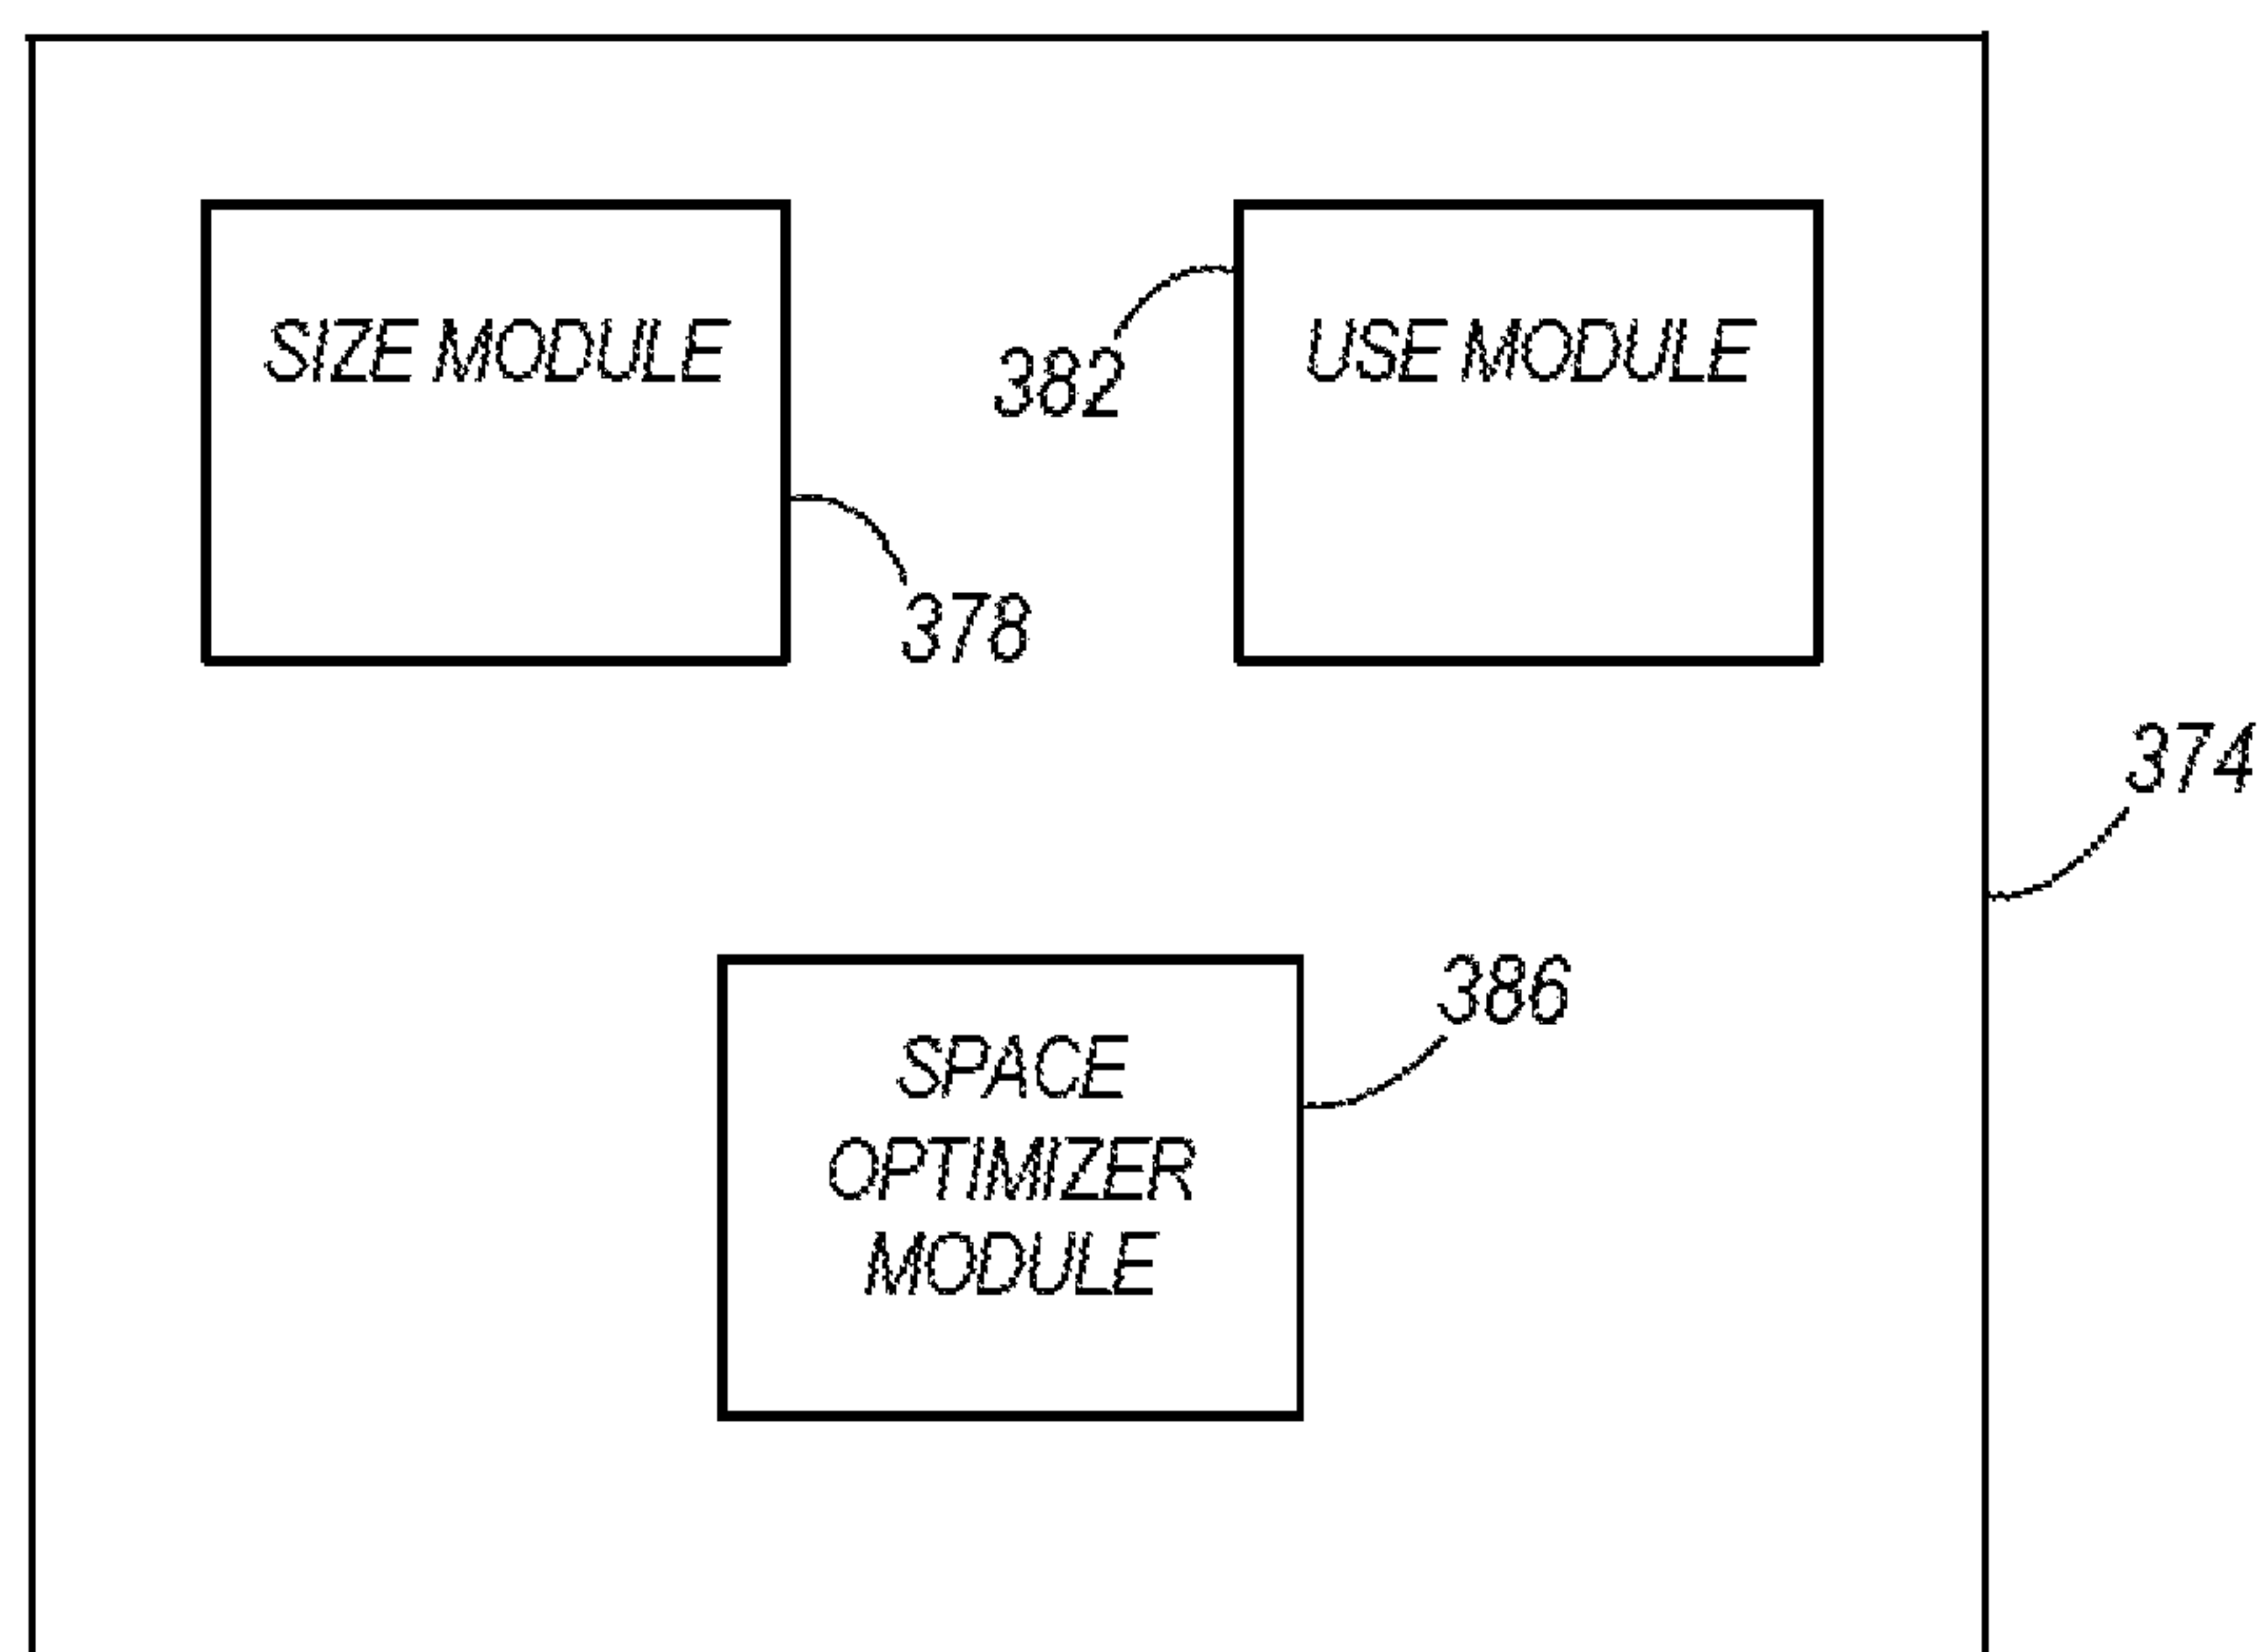 SIZE MODULE
382
USE MODULE
378
374
386
SPACE
OPTIMIZER
MODULE